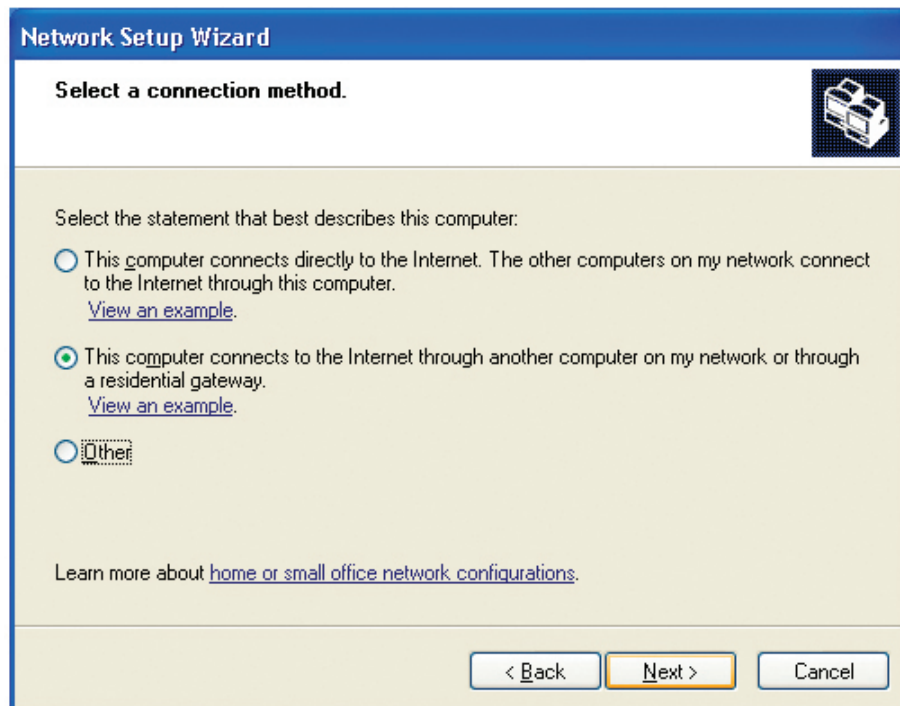 Network Setup Wizard
Select a connection method.
Select the statement that best describes this computer:
This computer connects directly to the Internet. The other computers on my network connect
to the Internet through this computer.
View an example.
This computer connects to the Internet through another computer on my network or through
a residential gateway.
View an example.
Other
Learn more about home or small office network configurations.
< Back Next > Cancel